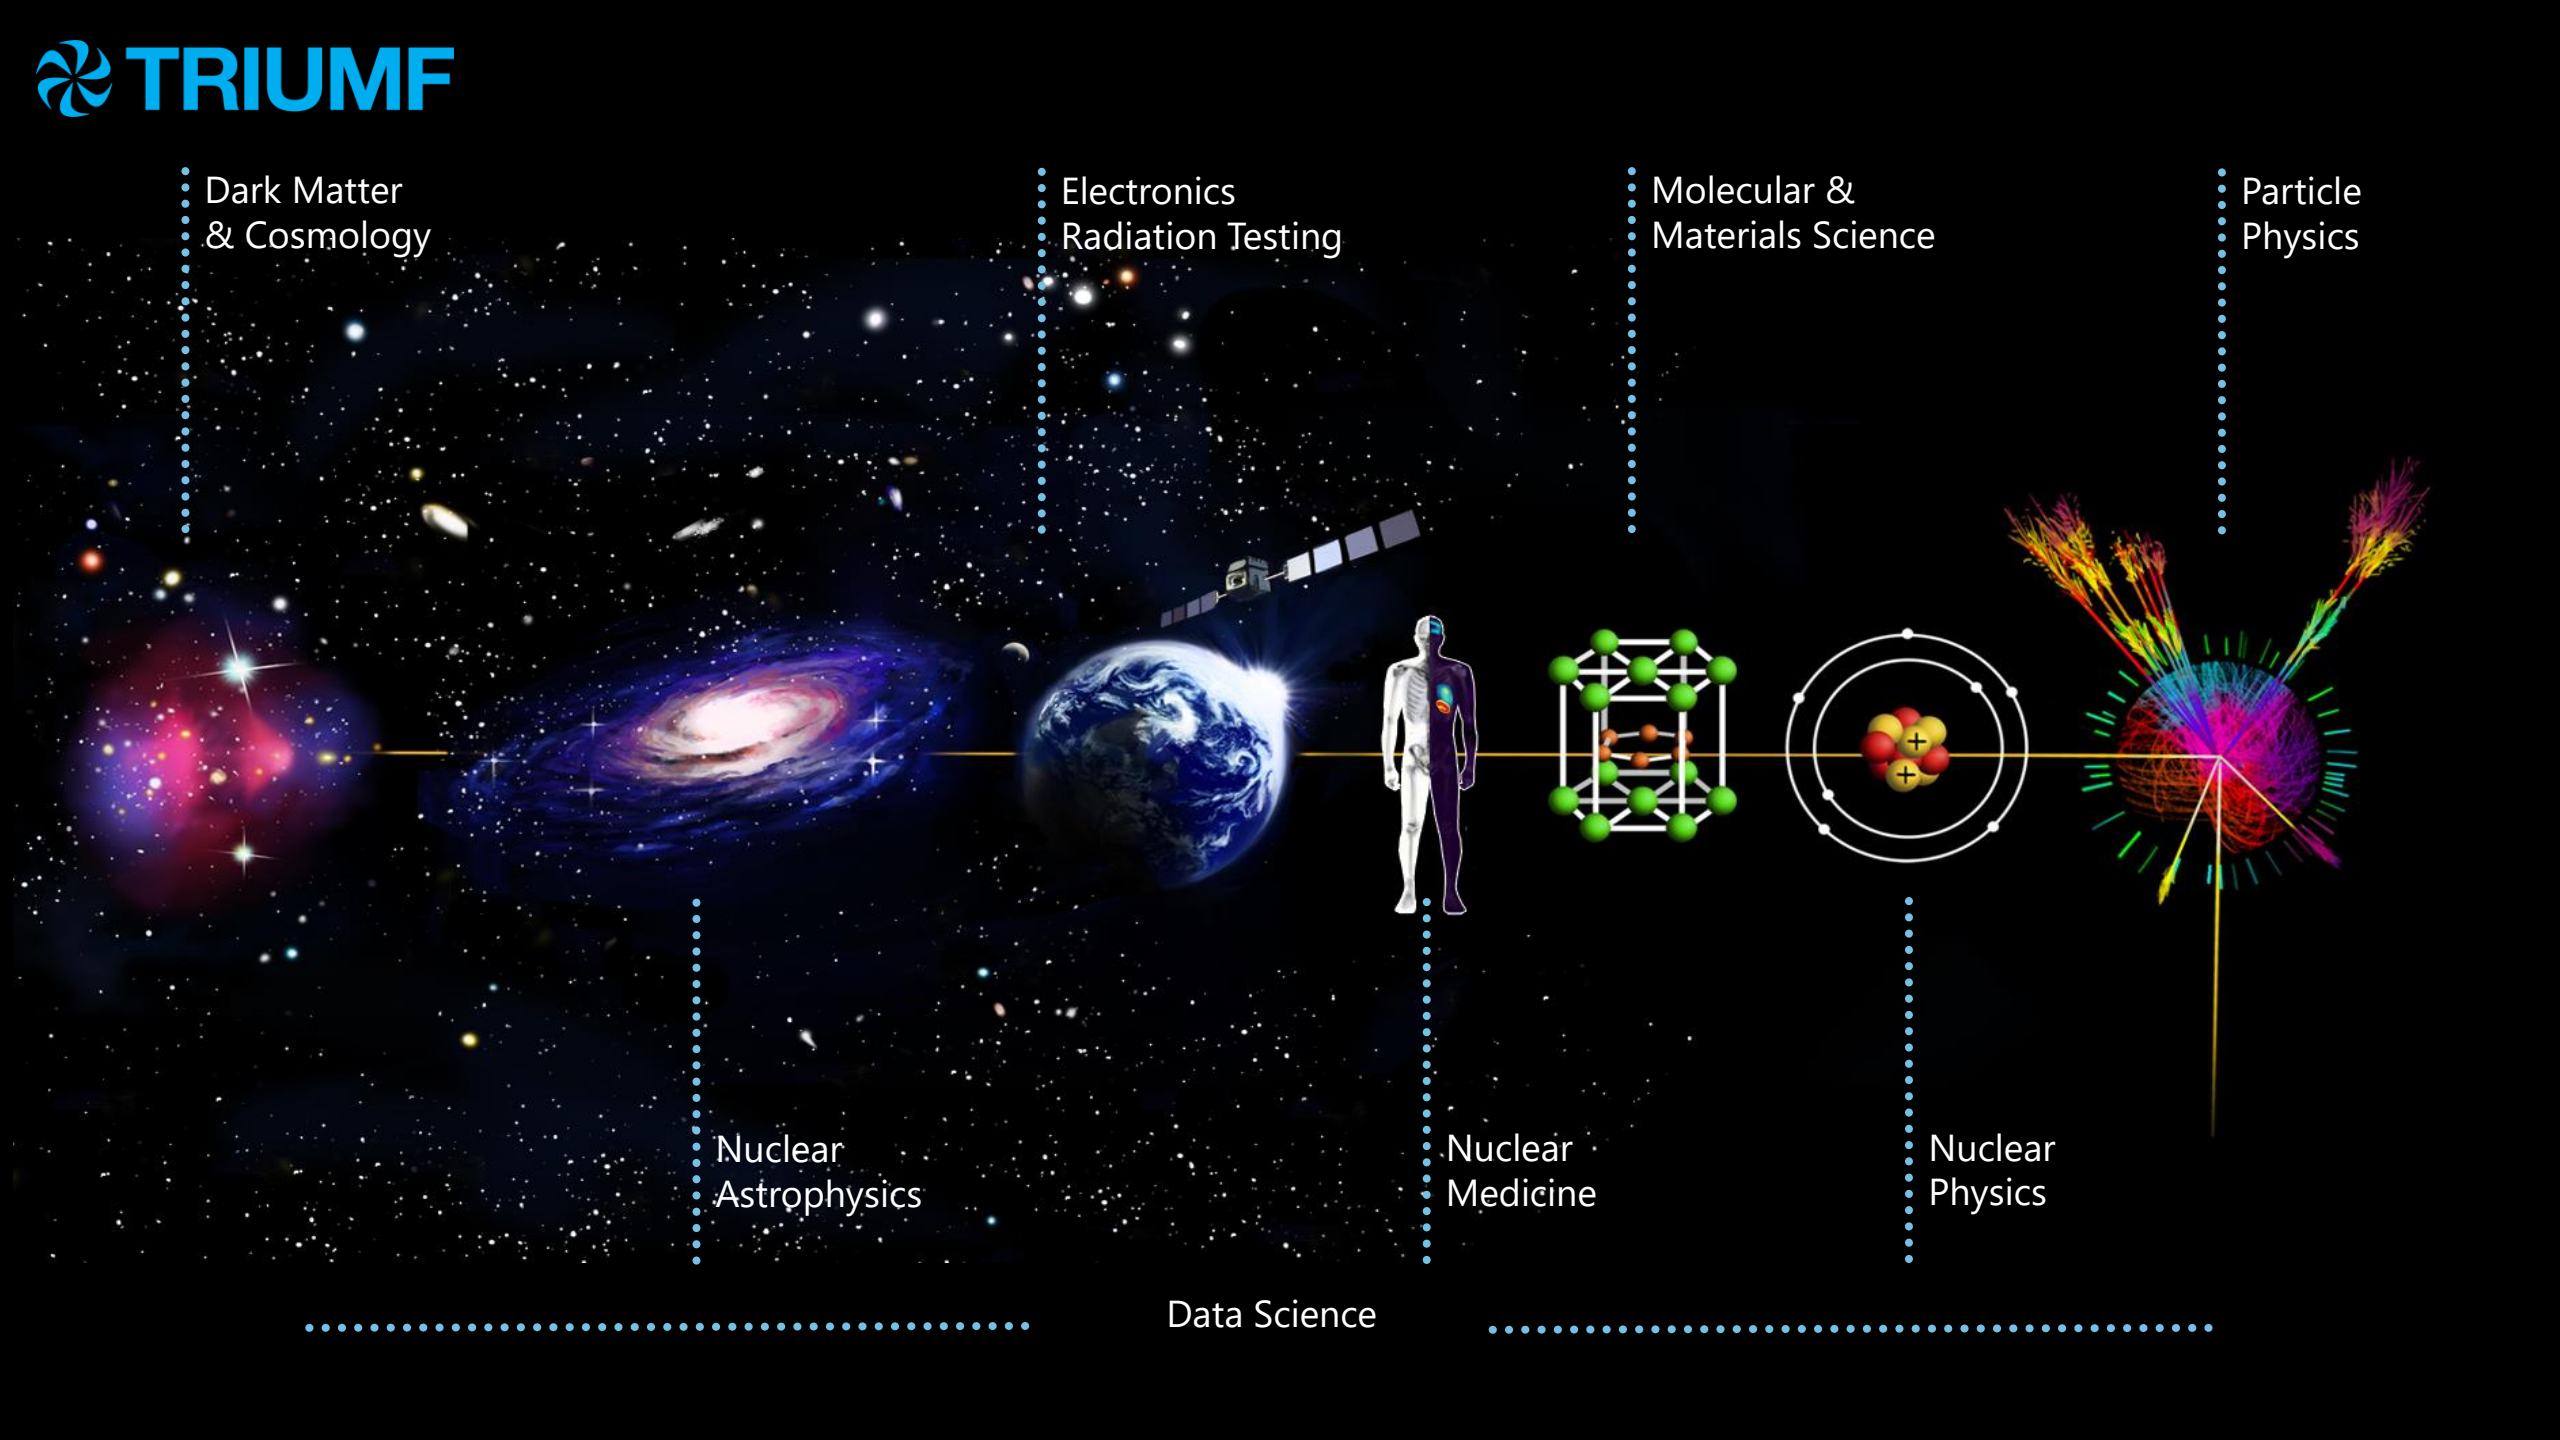 TRIUMF
Dark Matter
& Cosmology
Electronics
Radiation Testing
Molecular &
Materials Science
Particle
Physics
Nuclear
Astrophysics
Nuclear
Medicine
Nuclear
Physics
Data Science